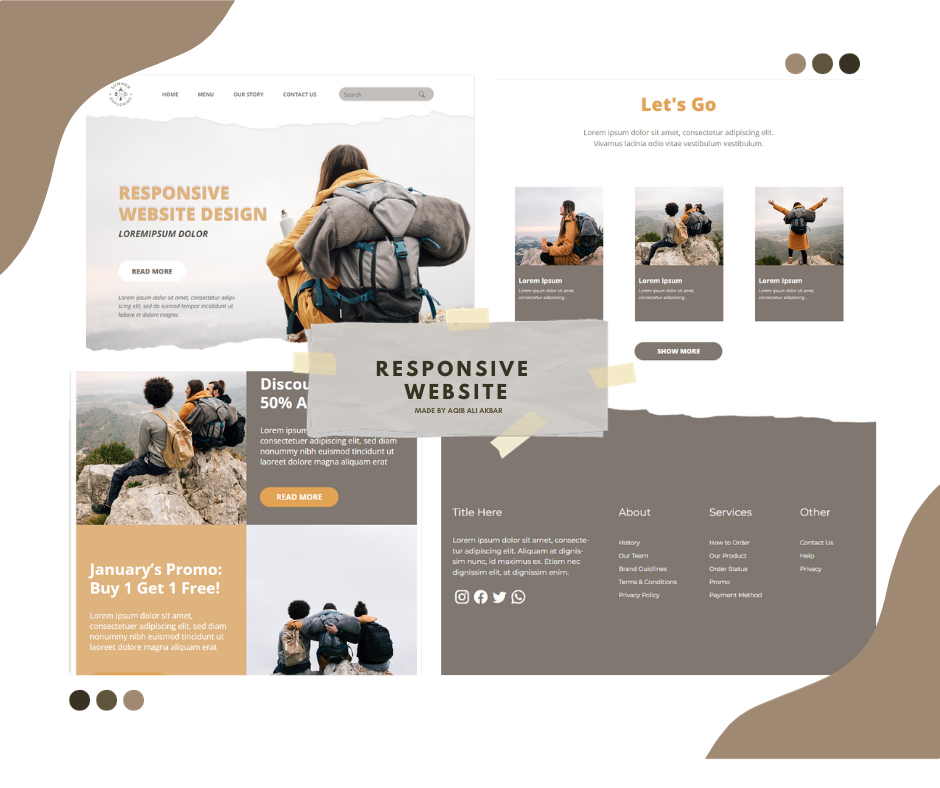 SUMMER
EXPLORING
HOME
MENU
OUR STORY
CONTACT US
Search
RESPONSIVE
WEBSITE DESIGN
LOREMIPSUM DOLOR
READ MORE
Lorem ipsum dolor sit amet, consectetur adipi-
scing elit, sed do iusmod tempor incididunt ut
labore et dolore magna.
Let's Go
Lorem ipsum dolor sit amet, consectetur adipiscing elit.
Vivamus lacinia odio vitae vestibulum vestibulum.
Lorem Ipsum
Lorem ipsum dolor sit amet,
consectetur adipiscing..
Lorem Ipsum
Lorem ipsum dolor sit amet,
consectetur adipiscing..
Lorem Ipsum
Lorem ipsum dolor sit amet,
consectetur adipiscing..
SHOW MORE
RESPONSIVE
WEBSITE
MADE BY AQIB ALI AKBAR
Discou
50% A
Lorem ipsum
consectetuer adipiscing elit, sed diam
nonummy nibh euismod tincidunt ut
laoreet dolore magna aliquam erat
READ MORE
January's Promo:
Buy 1 Get 1 Free!
Lorem ipsum dolor sit amet,
consectetuer adipiscing elit, sed diam
nonummy nibh euismod tincidunt ut
laoreet dolore magna aliquam erat
Title Here
Lorem ipsum dolor sit amet, consecte-
tur adipiscing elit. Aliquam at dignis-
sim nunc, id maximus ex. Etiam nec
dignissim elit, at dignissim enim.
About
History
Our Team
Brand Guidlines
Terms & Conditions
Privacy Policy
Services
How to Order
Our Product
Order Status
Promo
Payment Method
Other
Contact Us
Help
Privacy